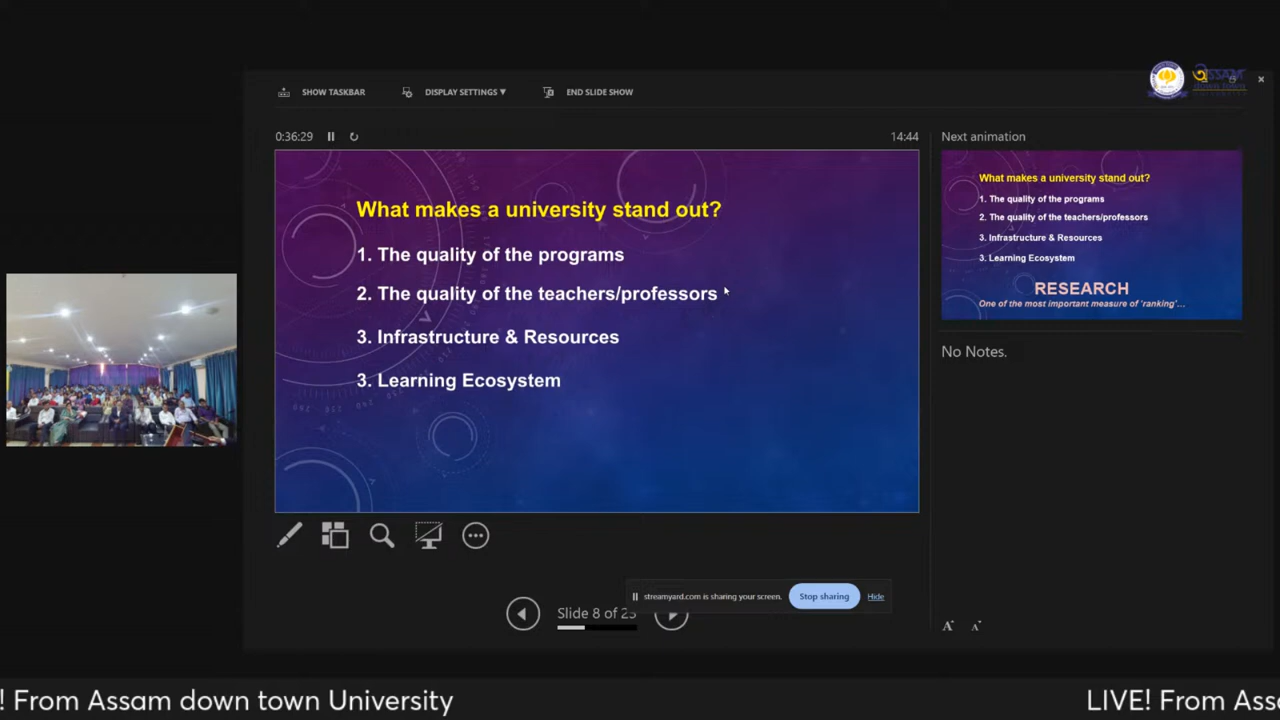 SHOW TASKBAR
DISPLAY SETTINGS ▼
END SLIDE SHOW
ASSAM
down town
0:36:29
14:44
Next animation
What makes a university stand out?
1. The quality of the programs
2. The quality of the teachers/professors
3. Infrastructure & Resources
3. Learning Ecosystem
What makes a university stand out?
1. The quality of the programs
2. The quality of the teachers/professors
3. Infrastructure & Resources
3. Learning Ecosystem
RESEARCH
One of the most important measure of 'ranking'...
No Notes.
streamyard.com is sharing your screen.
Stop sharing
Hide
Slide 8 of 23
A A
! From Assam down town University
LIVE! From Ass